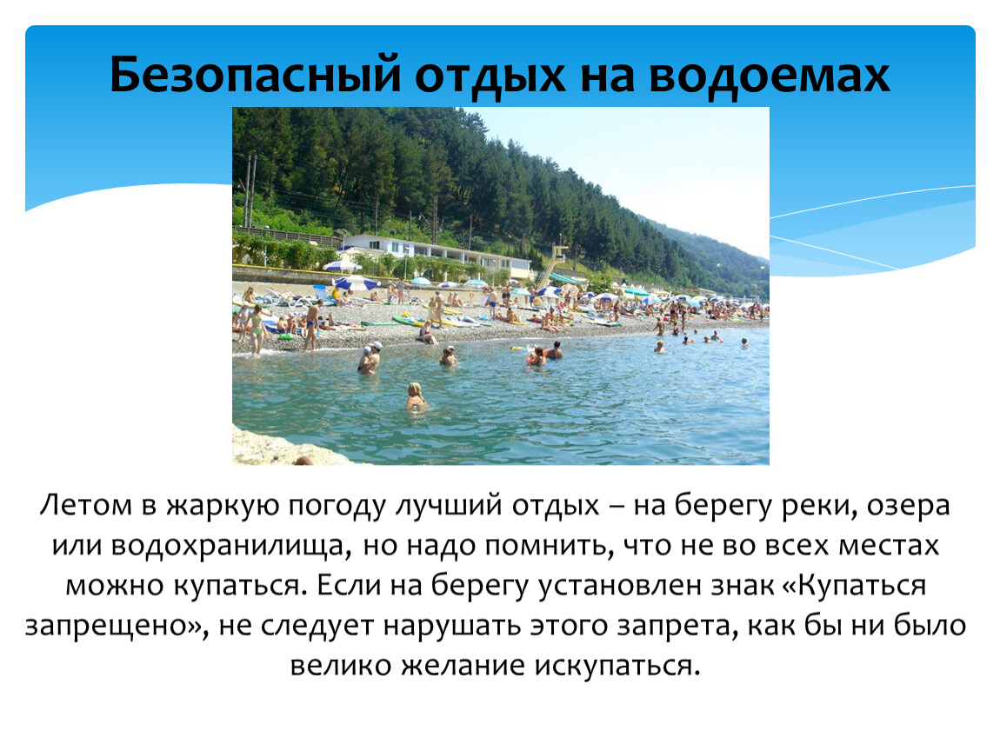 Безопасный отдых на водоемах
Летом в жаркую погоду лучший отдых – на берегу реки, озера
или водохранилища, но надо помнить, что не во всех местах
можно купаться. Если на берегу установлен знак «Купаться
запрещено», не следует нарушать этого запрета, как бы ни было
велико желание искупаться.